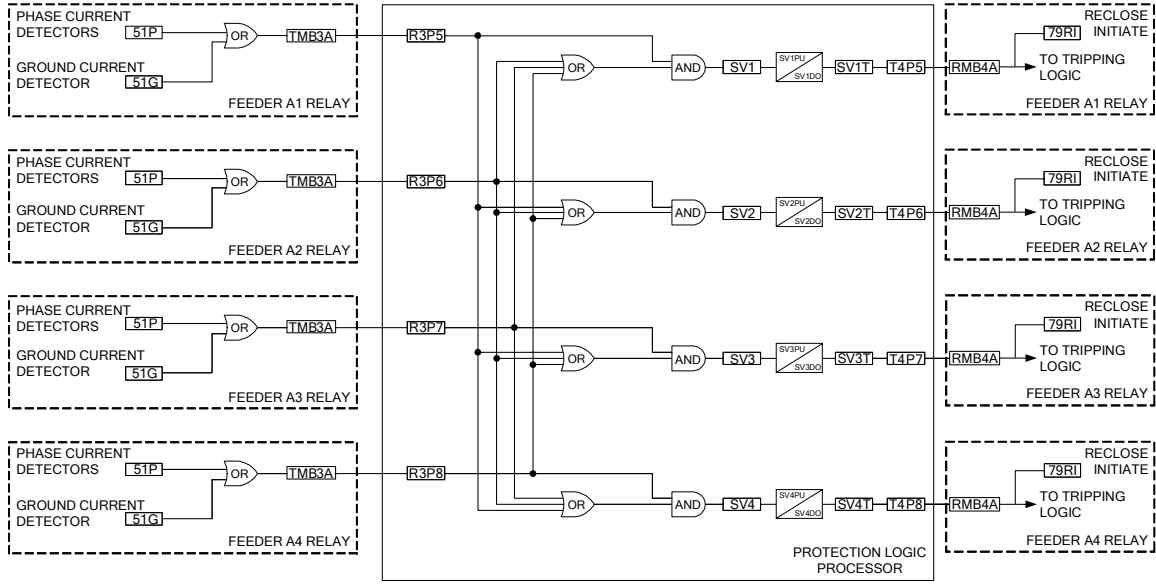 PHASE CURRENT
DETECTORS
51P
OR
TMB3A
GROUND CURRENT
DETECTOR
51G
FEEDER A1 RELAY
R3P5
OR
AND
SV1
SV1PU
SV1DO
SV1T
T4P5
RMB4A
79RI
RECLOSE
INITIATE
TO TRIPPING
LOGIC
FEEDER A1 RELAY
PHASE CURRENT
DETECTORS
51P
OR
TMB3A
GROUND CURRENT
DETECTOR
51G
FEEDER A2 RELAY
R3P6
OR
AND
SV2
SV2PU
SV2DO
SV2T
T4P6
RMB4A
79RI
RECLOSE
INITIATE
TO TRIPPING
LOGIC
FEEDER A2 RELAY
PHASE CURRENT
DETECTORS
51P
OR
TMB3A
GROUND CURRENT
DETECTOR
51G
FEEDER A3 RELAY
R3P7
OR
AND
SV3
SV3PU
SV3DO
SV3T
T4P7
RMB4A
79RI
RECLOSE
INITIATE
TO TRIPPING
LOGIC
FEEDER A3 RELAY
PHASE CURRENT
DETECTORS
51P
OR
TMB3A
GROUND CURRENT
DETECTOR
51G
FEEDER A4 RELAY
R3P8
OR
AND
SV4
SV4PU
SV4DO
SV4T
T4P8
RMB4A
79RI
RECLOSE
INITIATE
TO TRIPPING
LOGIC
FEEDER A4 RELAY
PROTECTION LOGIC
PROCESSOR